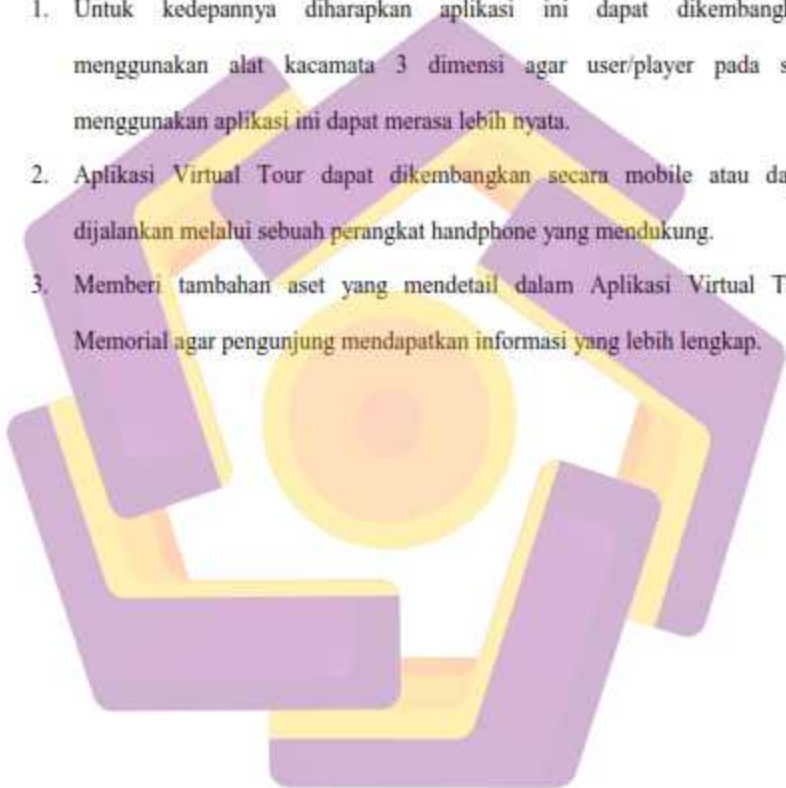 1. Untuk kedepannya diharapkan aplikasi ini dapat
menggunakan alat kacamata 3 dimensi agar user/player pada
menggunakan aplikasi ini dapat merasa lebih nyata.
2. Aplikasi Virtual Tour dapat dikembangkan secara mobile atau
dijalankan melalui sebuah perangkat handphone yang mendukung.
3. Memberi tambahan aset yang mendetail dalam Aplikasi Virtual
Memorial agar pengunjung mendapatkan informasi yang lebih lengkap.